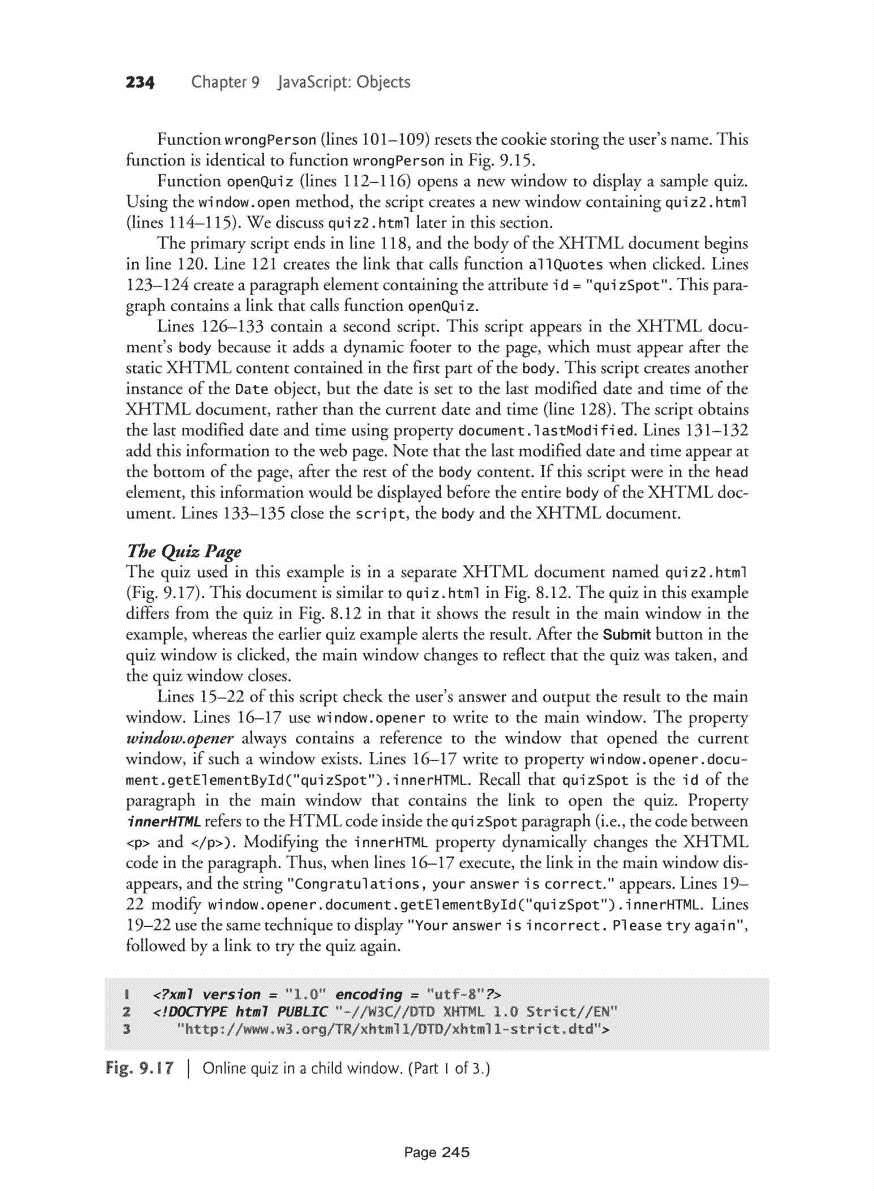 234 Chapter 9 JavaScript: Objects
Function wrongPerson (lines 101–109) resets the cookie storing the user's name. This
function is identical to function wrongPerson in Fig. 9.15.
Function openQuiz (lines 112–116) opens a new window to display a sample quiz.
Using the window.open method, the script creates a new window containing quiz2.html
(lines 114–115). We discuss quiz2.html later in this section.
The primary script ends in line 118, and the body of the XHTML document begins
in line 120. Line 121 creates the link that calls function allQuotes when clicked. Lines
123–124 create a paragraph element containing the attribute id = "quizSpot". This para-
graph contains a link that calls function openQuiz.
Lines 126–133 contain a second script. This script appears in the XHTML docu-
ment's body because it adds a dynamic footer to the page, which must appear after the
static XHTML content contained in the first part of the body. This script creates another
instance of the Date object, but the date is set to the last modified date and time of the
XHTML document, rather than the current date and time (line 128). The script obtains
the last modified date and time using property document.lastModified. Lines 131–132
add this information to the web page. Note that the last modified date and time appear at
the bottom of the page, after the rest of the body content. If this script were in the head
element, this information would be displayed before the entire body of the XHTML doc-
ument. Lines 133–135 close the script, the body and the XHTML document.
The Quiz Page
The quiz used in this example is in a separate XHTML document named quiz2.html
(Fig. 9.17). This document is similar to quiz.html in Fig. 8.12. The quiz in this example
differs from the quiz in Fig. 8.12 in that it shows the result in the main window in the
example, whereas the earlier quiz example alerts the result. After the Submit button in the
quiz window is clicked, the main window changes to reflect that the quiz was taken, and
the quiz window closes.
Lines 15–22 of this script check the user's answer and output the result to the main
window. Lines 16–17 use window.opener to write to the main window. The property
window.opener always contains a reference to the window that opened the current
window, if such a window exists. Lines 16–17 write to property window.opener.docu-
ment.getElementById("quizSpot").innerHTML. Recall that quizSpot is the id of the
paragraph in the main window that contains the link to open the quiz. Property
innerHTML refers to the HTML code inside the quizSpot paragraph (i.e., the code between
<p> and </p>). Modifying the innerHTML property dynamically changes the XHTML
code in the paragraph. Thus, when lines 16–17 execute, the link in the main window dis-
appears, and the string "Congratulations, your answer is correct." appears. Lines 19–
22 modify window.opener.document.getElementById("quizSpot").innerHTML. Lines
19–22 use the same technique to display "Your answer is incorrect. Please try again",
followed by a link to try the quiz again.
1 <?xml version = "1.0" encoding = "utf-8"?>
2 <!DOCTYPE html PUBLIC "-//W3C//DTD XHTML 1.0 Strict//EN"
3 "http://www.w3.org/TR/xhtml1/DTD/xhtml1-strict.dtd">
Fig. 9.17 | Online quiz in a child window. (Part 1 of 3.)
Page 245